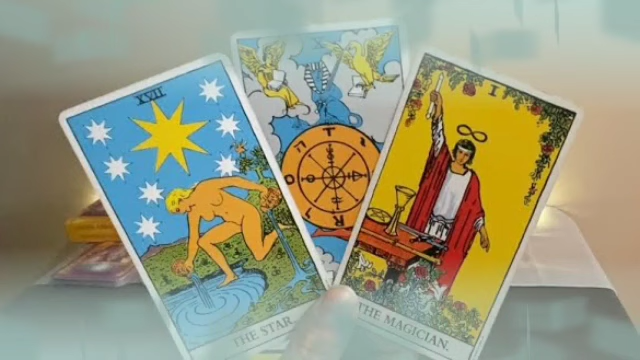 XVII
THE STAR.
X
I
THE MAGICIAN.